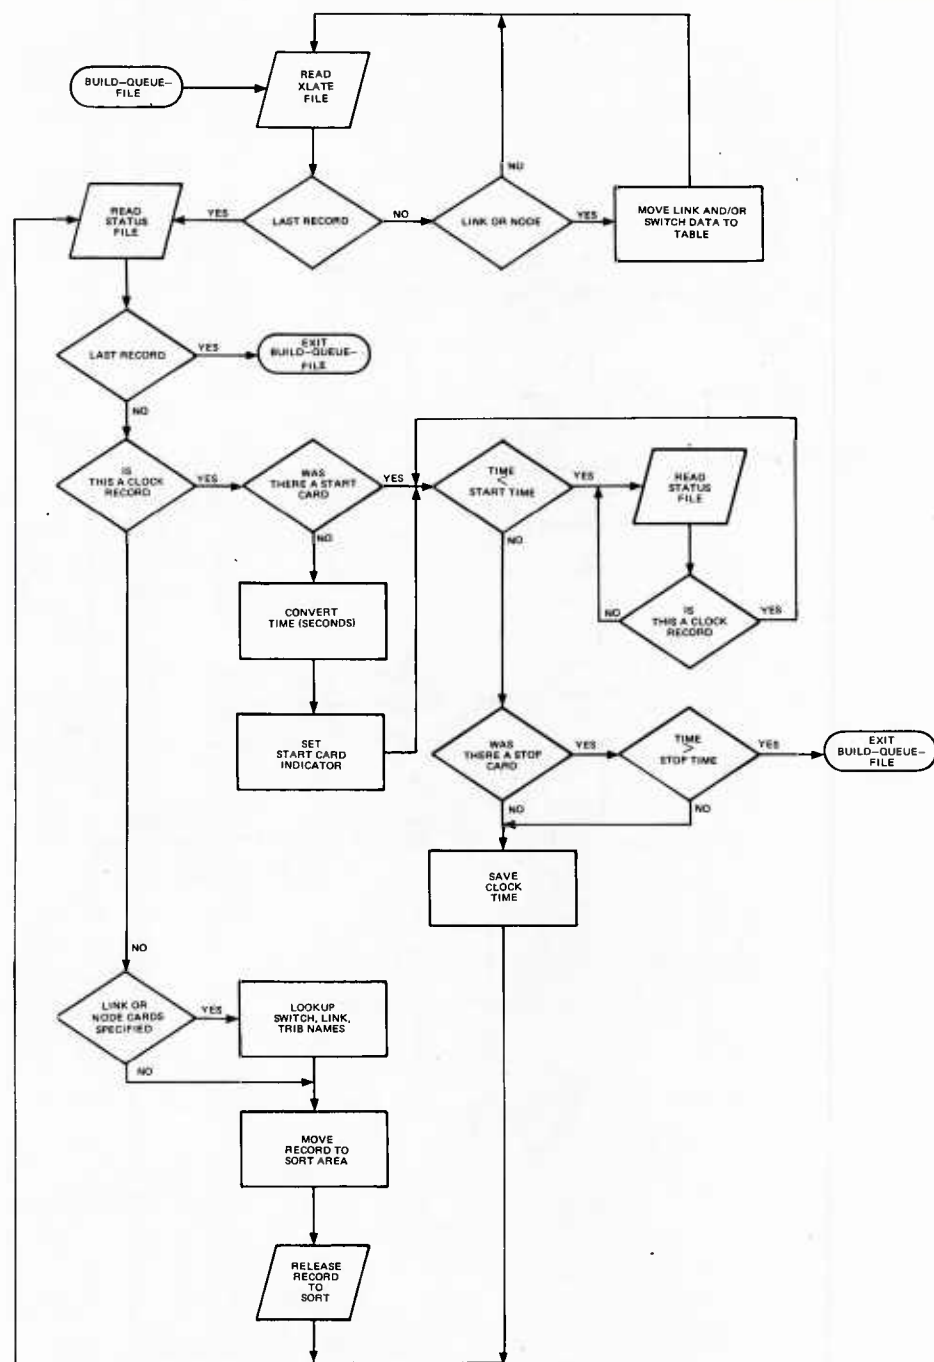 BUILD-QUEUE-
FILE
READ
XLATE
FILE
NO
READ
STATUS
FILE
YES
LAST RECORD
NO
LINK OR NODE
YES
MOVE LINK AND/OR
SWITCH DATA TO
TABLE
LAST RECORD
YES
EXIT
BUILD-QUEUE-
FILE
NO
IS
THIS A CLOCK
RECORD
YES
WAS
THERE A START
CARD
YES
TIME
<
START TIME
YES
READ
STATUS
FILE
NO
NO
CONVERT
TIME (SECONDS)
NO
IS
THIS A CLOCK
RECORD
YES
SET
START CARD
INDICATOR
WAS
THERE A STOP
CARD
YES
TIME
>
STOP TIME
YES
EXIT
BUILD-QUEUE-
FILE
NO
NO
SAVE
CLOCK
TIME
NO
LINK OR
NODE CARDS
SPECIFIED
YES
LOOKUP
SWITCH, LINK,
TRIB NAMES
NO
MOVE
RECORD TO
SORT AREA
RELEASE
RECORD
TO
SORT